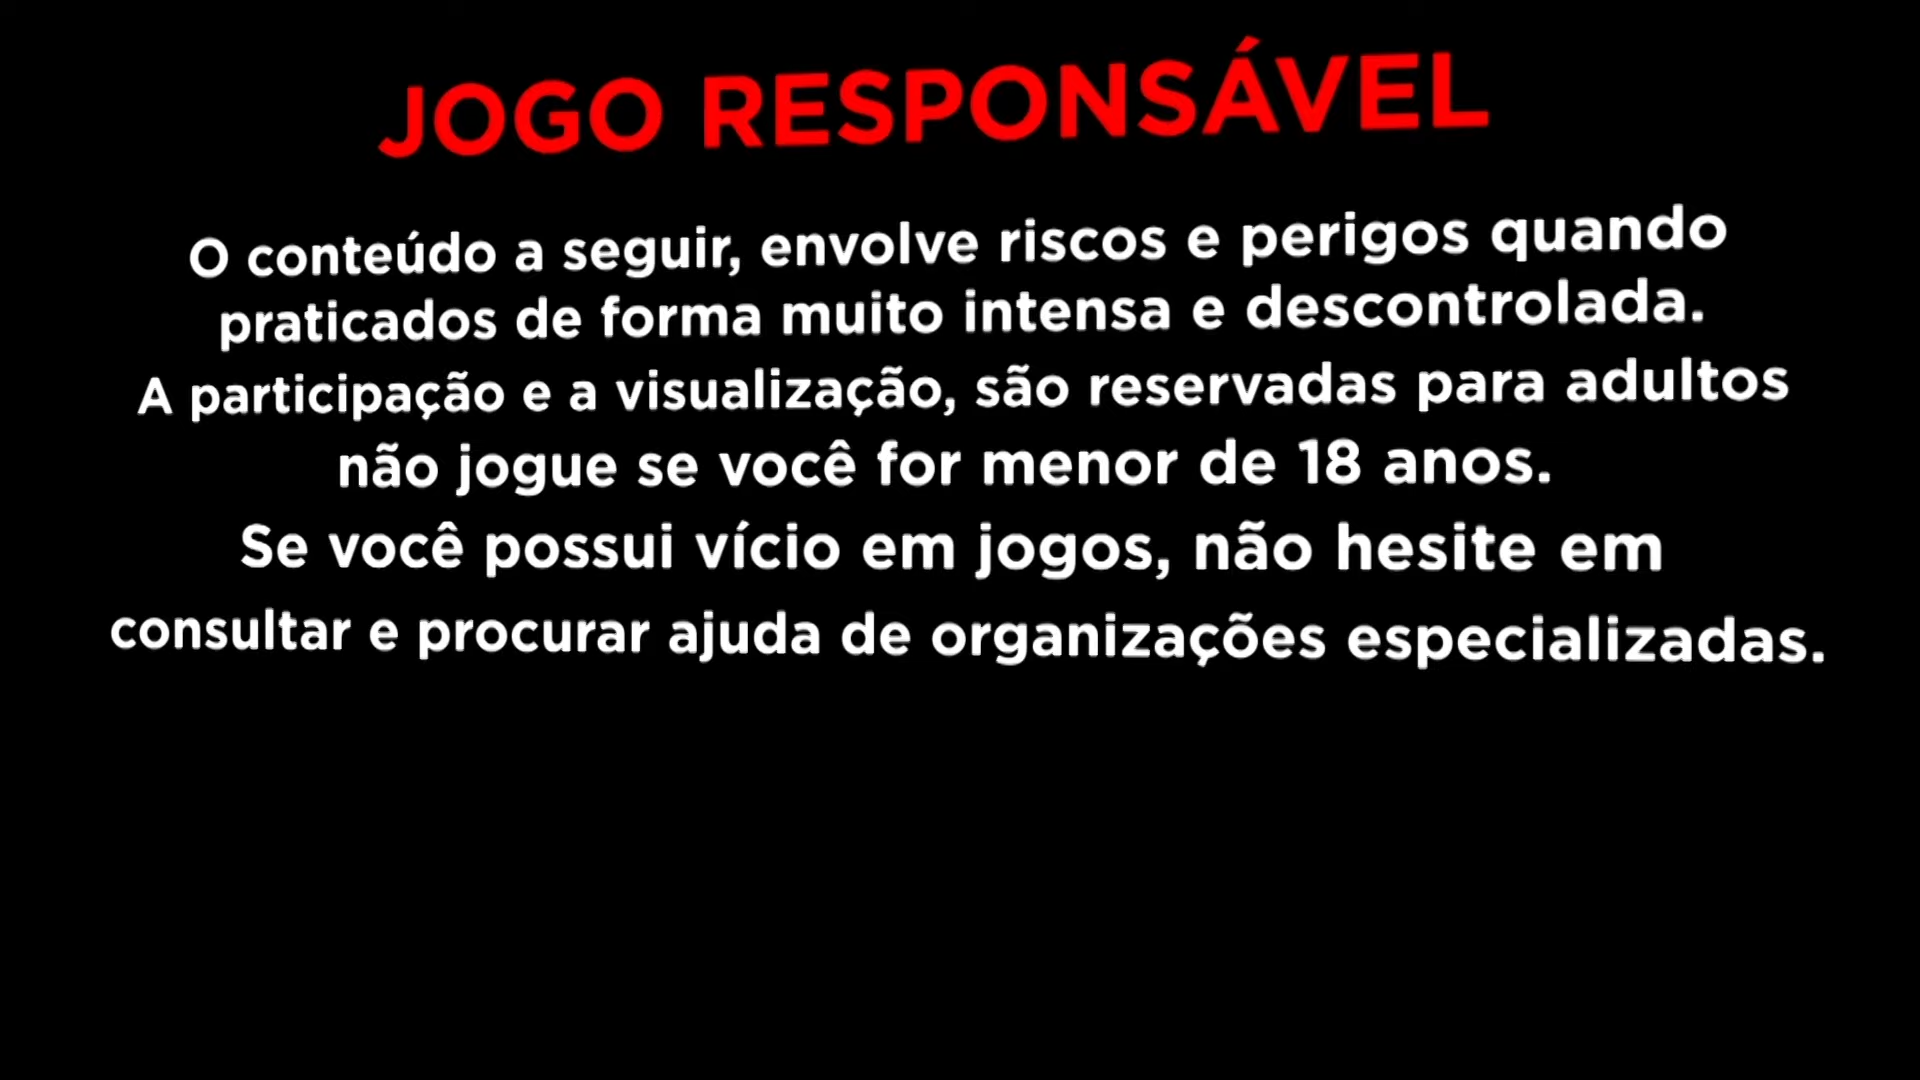 JOGO RESPONSÁVEL
O conteúdo a seguir, envolve riscos e perigos quando
praticados de forma muito intensa e descontrolada.
A participação e a visualização, são reservadas para adultos
não jogue se você for menor de 18 anos.
Se você possui vício em jogos, não hesite em
consultar e procurar ajuda de organizações especializadas.